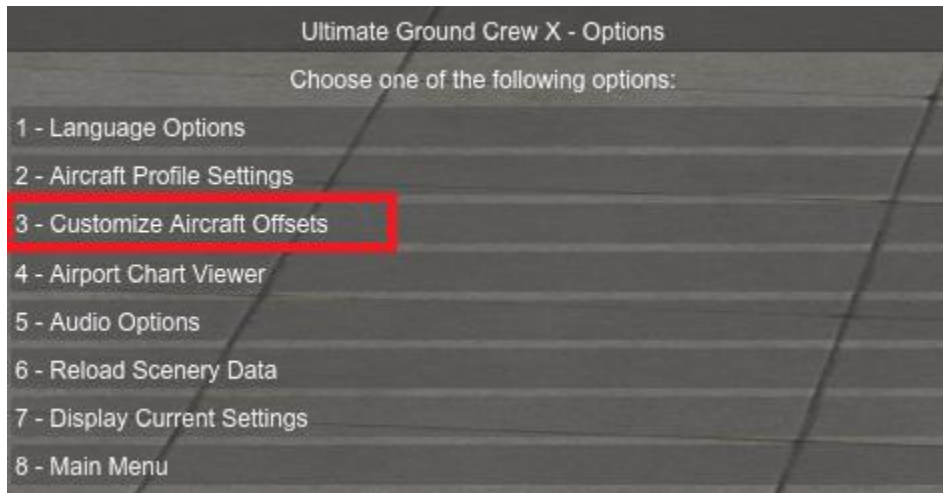 Ultimate Ground Crew X - Options
Choose one of the following options:
1 - Language Options
2 - Aircraft Profile Settings
3 - Customize Aircraft Offsets
4 - Airport Chart Viewer
5 - Audio Options
6 - Reload Scenery Data
7 - Display Current Settings
8 - Main Menu